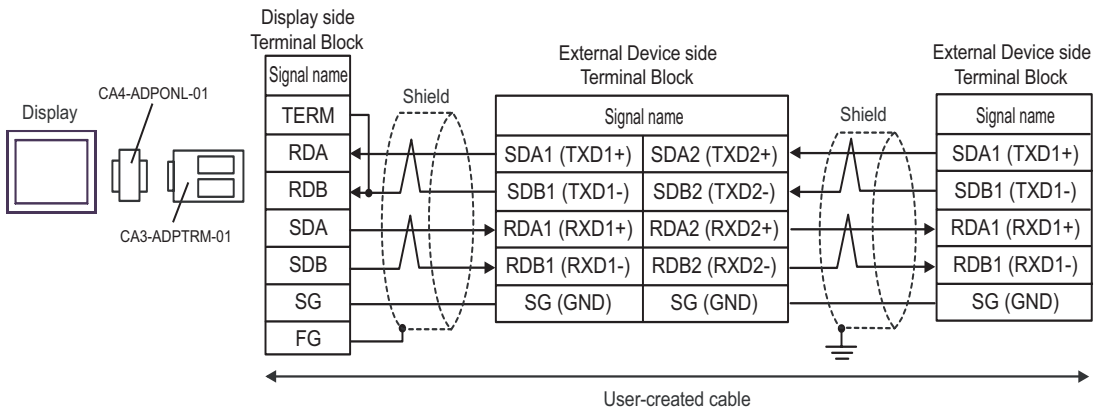 Display side
Terminal Block
External Device side
Terminal Block
External Device side
Terminal Block
Display
CA4-ADPONL-01
CA3-ADPTRM-01
Signal name
TERM
RDA
RDB
SDA
SDB
SG
FG
Shield
Signal name
SDA1 (TXD1+) SDA2 (TXD2+)
SDB1 (TXD1-) SDB2 (TXD2-)
RDA1 (RXD1+) RDA2 (RXD2+)
RDB1 (RXD1-) RDB2 (RXD2-)
SG (GND) SG (GND)
Shield
Signal name
SDA1 (TXD1+)
SDB1 (TXD1-)
RDA1 (RXD1+)
RDB1 (RXD1-)
SG (GND)
User-created cable